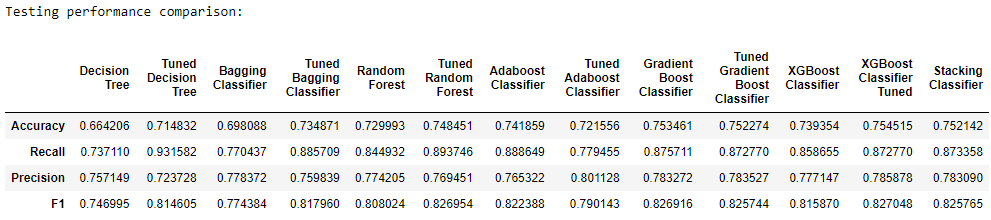 Testing performance comparison:
Decision Tree Tuned Decision Tree Bagging Classifier Tuned Bagging Classifier Random Forest Tuned Random Forest Adaboost Classifier Tuned Adaboost Classifier Gradient Boost Classifier Tuned Gradient Boost Classifier XGBoost Classifier XGBoost Classifier Tuned Stacking Classifier
Accuracy 0.664206 0.714832 0.698088 0.734871 0.729993 0.748451 0.741859 0.721556 0.753461 0.752274 0.739354 0.754515 0.752142
Recall 0.737110 0.931582 0.770437 0.885709 0.844932 0.893746 0.888649 0.779455 0.875711 0.872770 0.858655 0.872770 0.873358
Precision 0.757149 0.723728 0.778372 0.759839 0.774205 0.769451 0.765322 0.801128 0.783272 0.783527 0.777147 0.785878 0.783090
F1 0.746995 0.814605 0.774384 0.817960 0.808024 0.826954 0.822388 0.790143 0.826916 0.825744 0.815870 0.827048 0.825765